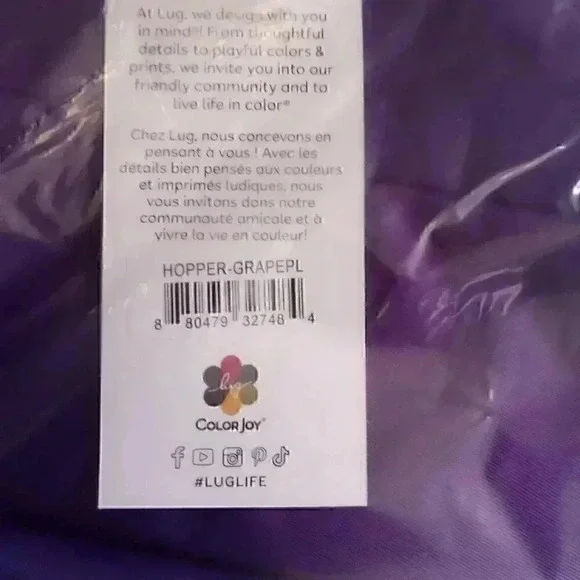 At Lug, we design with you
in mind!! From thoughtful
details to playful colors &
prints, we invite you into our
friendly community and to
live life in color®
Chez Lug, nous concevons en
pensant à vous ! Avec les
détails bien pensés aux couleurs
et imprimés ludiques, nous
vous invitons dans notre
communauté amicale et à
vivre la vie en couleur!
HOPPER-GRAPEPL
8 80479 32748 4
lug
COLOR JOY®
#LUGLIFE